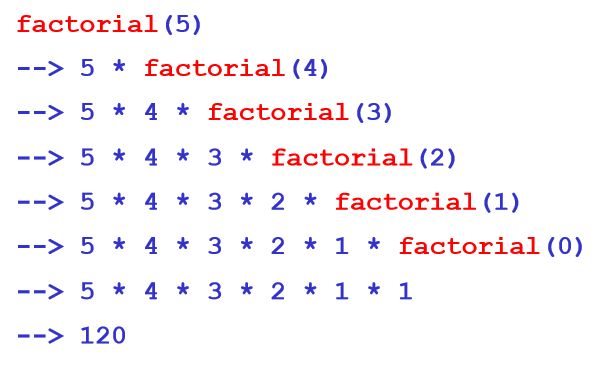 factorial(5)
--> 5 * factorial(4)
--> 5 * 4 * factorial(3)
--> 5 * 4 * 3 * factorial(2)
--> 5 * 4 * 3 * 2 * factorial(1)
--> 5 * 4 * 3 * 2 * 1 * factorial(0)
--> 5 * 4 * 3 * 2 * 1 * 1
--> 120